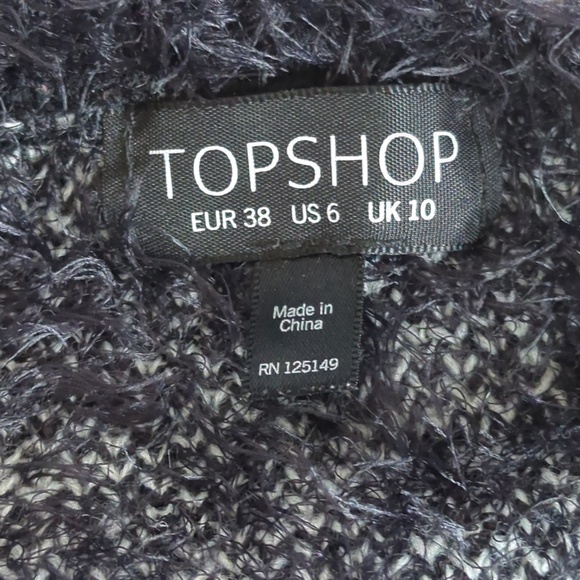 TOPSHOP
EUR 38 US 6 UK 10
Made in
China
RN 125149